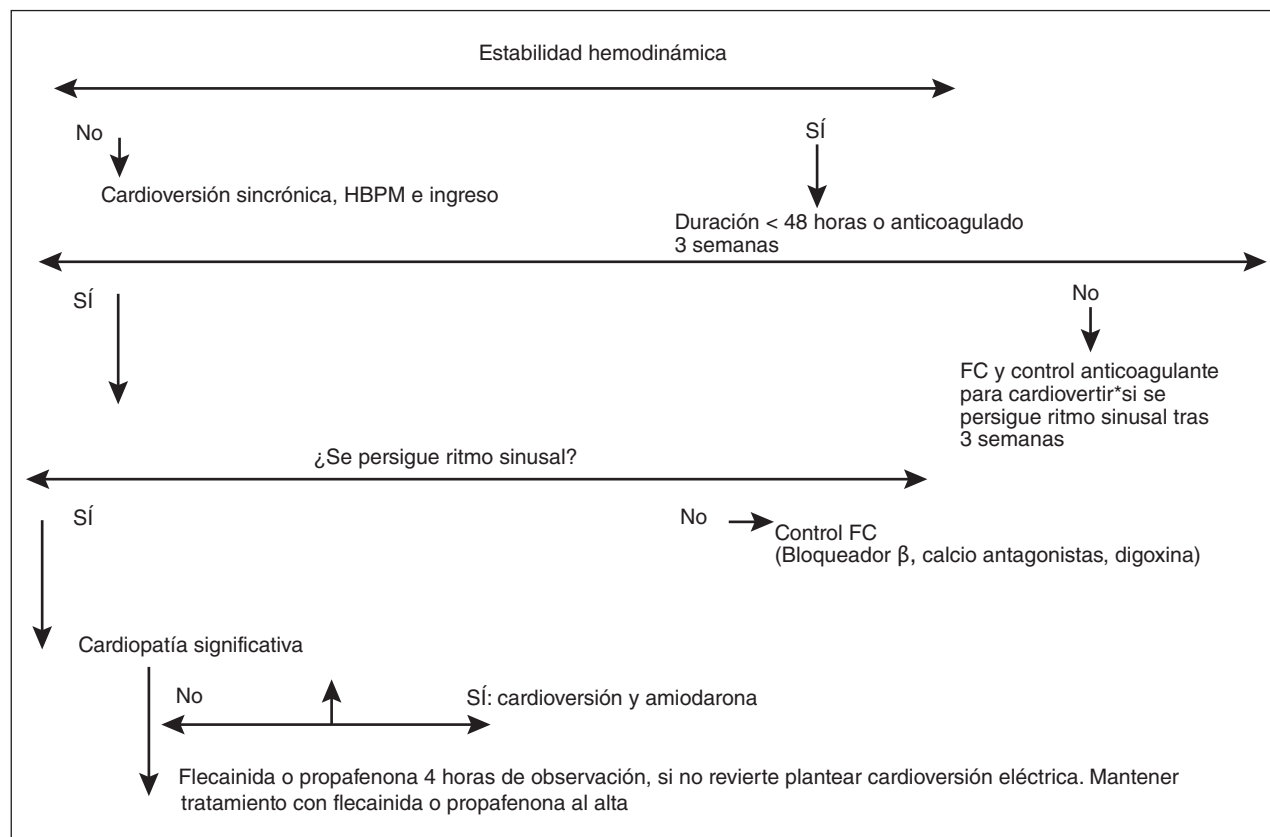 Estabilidad hemodinámica
No
SÍ
Cardioversión sincrónica, HBPM e ingreso
Duración < 48 horas o anticoagulado
3 semanas
SÍ
No
FC y control anticoagulante
para cardiovertir*si se
persigue ritmo sinusal tras
3 semanas
¿Se persigue ritmo sinusal?
SÍ
No
Control FC
(Bloqueador β, calcio antagonistas, digoxina)
Cardiopatía significativa
No
SÍ: cardioversión y amiodarona
Flecainida o propafenona 4 horas de observación, si no revierte plantear cardioversión eléctrica. Mantener
tratamiento con flecainida o propafenona al alta